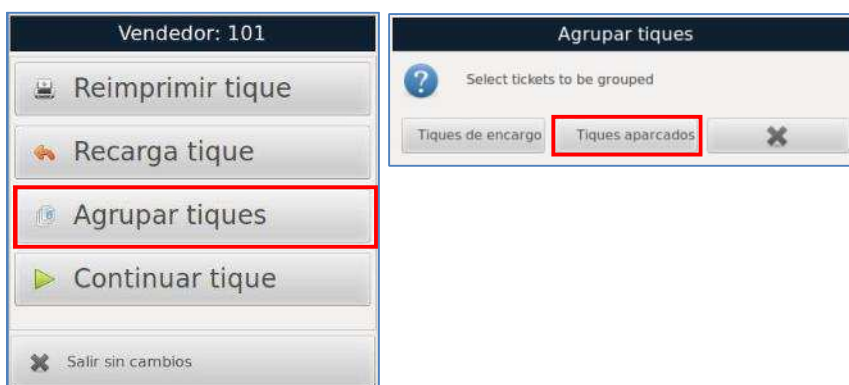 Vendedor: 101
Reimprimir tique
Recarga tique
Agrupar tiques
Continuar tique
Salir sin cambios
Agrupar tiques
Select tickets to be grouped
Tiques de encargo
Tiques aparcados